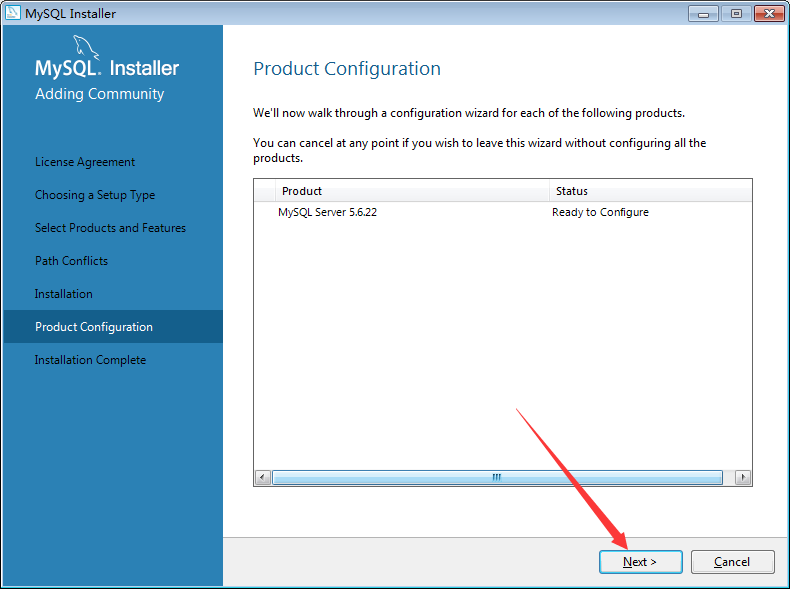 MySQL Installer
MySQL. Installer
Adding Community
License Agreement
Choosing a Setup Type
Select Products and Features
Path Conflicts
Installation
Product Configuration
Installation Complete
Product Configuration
We'll now walk through a configuration wizard for each of the following products.
You can cancel at any point if you wish to leave this wizard without configuring all the
products.
Product Status
MySQL Server 5.6.22 Ready to Configure
Next > Cancel